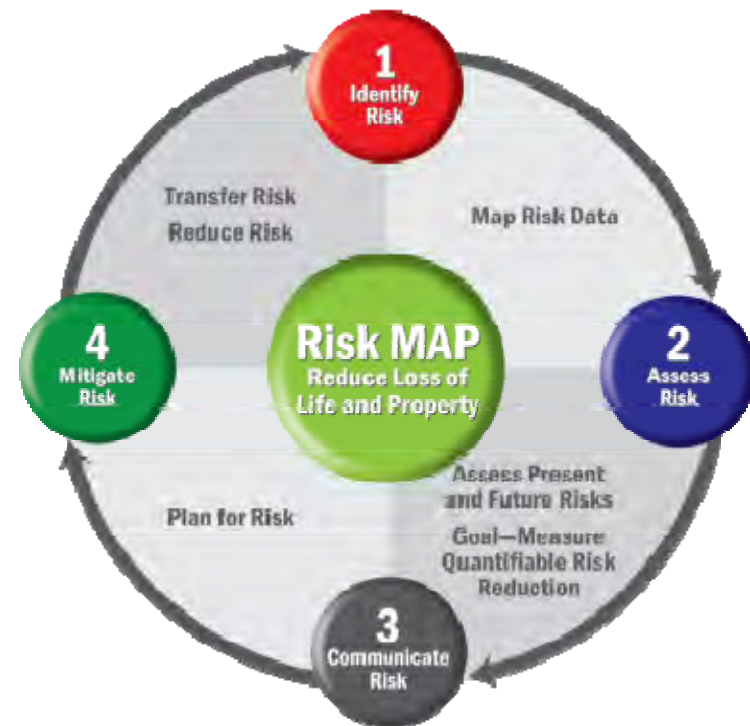 1
Identify
Risk
Transfer Risk
Reduce Risk
Map Risk Data
Risk MAP
Reduce Loss of
Life and Property
4
Mitigate
Risk
2
Assess
Risk
Plan for Risk
Assess Present
and Future Risks
Goal—Measure
Quantifiable Risk
Reduction
3
Communicate
Risk